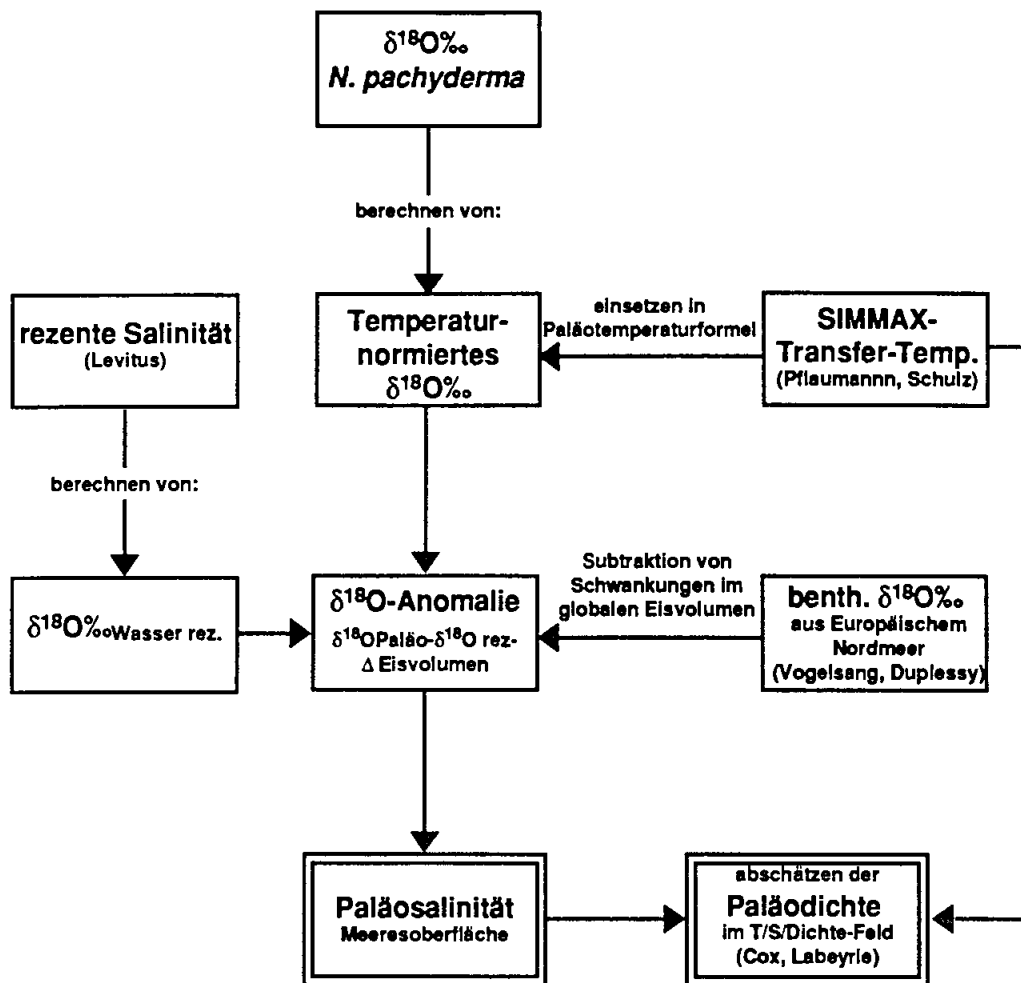 δ¹⁸O‰
N. pachyderma
berechnen von:
rezente Salinität
(Levitus)
Temperatur-
normiertes
δ¹⁸O‰
einsetzen in
Paläotemperaturformel
SIMMAX-
Transfer-Temp.
(Pflaumannn, Schulz)
berechnen von:
δ¹⁸O‰Wasser rez.
δ¹⁸O-Anomalie
δ¹⁸OPaläo-δ¹⁸O rez-
Δ Eisvolumen
Subtraktion von
Schwankungen im
globalen Eisvolumen
benth. δ¹⁸O‰
aus Europäischem
Nordmeer
(Vogelsang, Duplessy)
Paläosalinität
Meeresoberfläche
abschätzen der
Paläodichte
im T/S/Dichte-Feld
(Cox, Labeyrie)